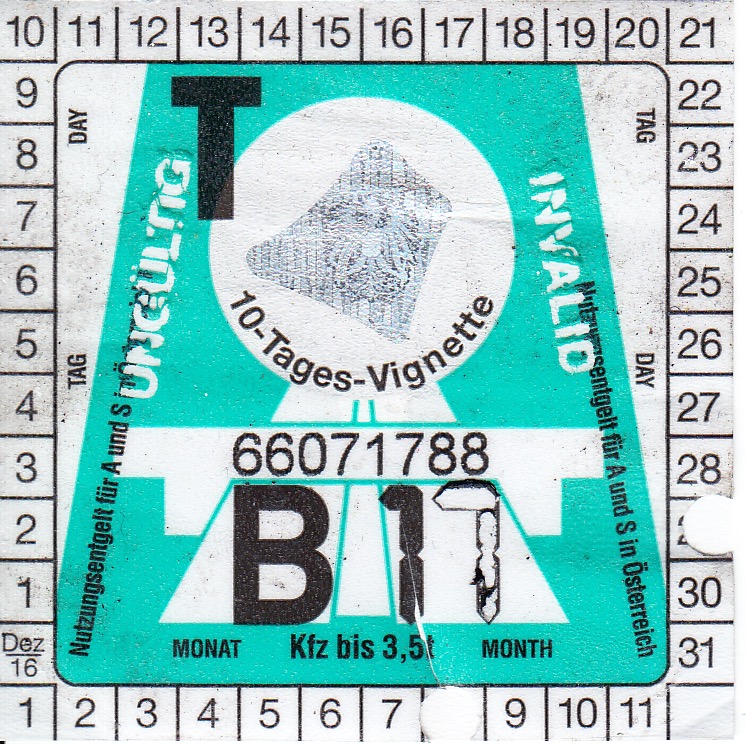 10 11 12 13 14 15 16 17 18 19 20 21
9 22
8 23
7 24
6 25
5 26
4 27
3 28
2
1 30
Dez 16 31
1 2 3 4 5 6 7 9 10 11
DAY
TAG
T
UNGÜLTIG
INVALID
10-Tages-Vignette
TAG
DAY
Nutzungsentgelt für A und S in Österreich
Nutzungsentgelt für A und S in Österreich
66071788
B 17
MONAT Kfz bis 3,5t MONTH